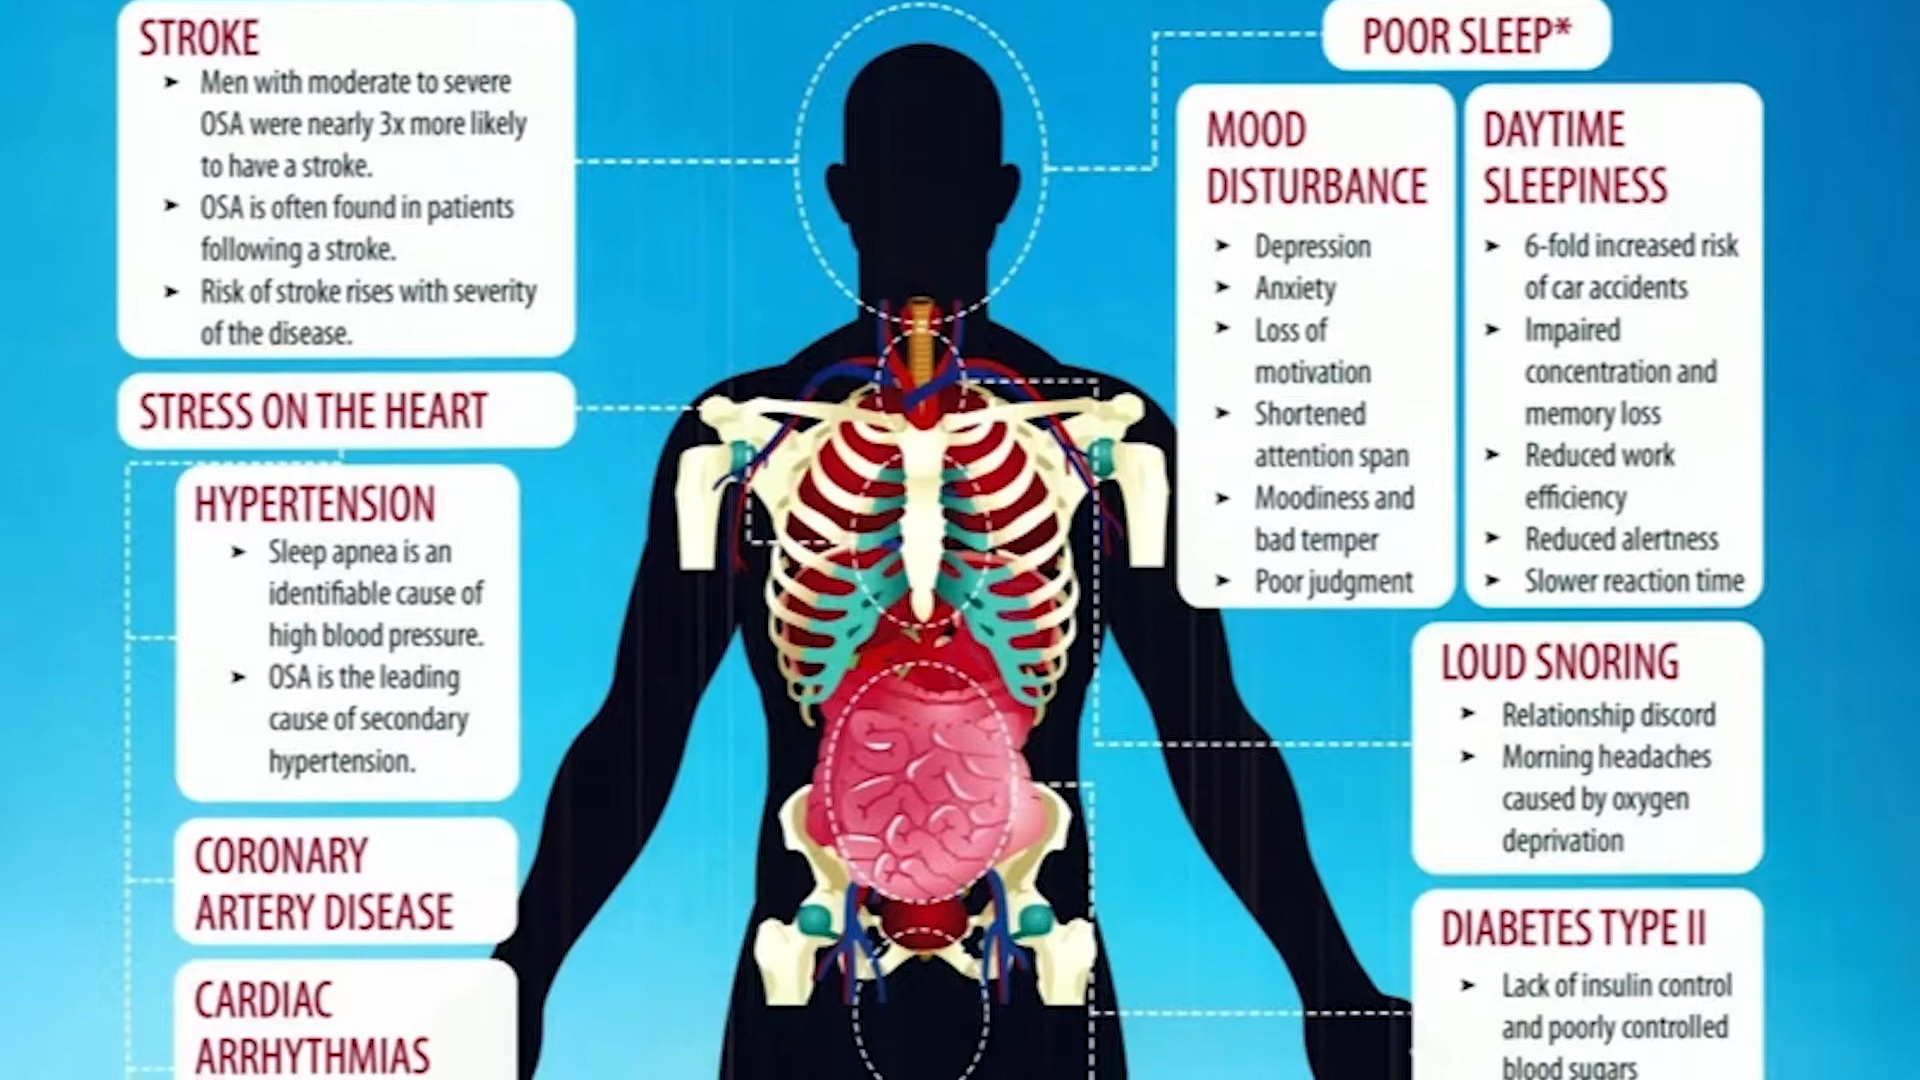 STROKE
➤ Men with moderate to severe
OSA were nearly 3x more likely
to have a stroke.
➤ OSA is often found in patients
following a stroke.
➤ Risk of stroke rises with severity
of the disease.
STRESS ON THE HEART
HYPERTENSION
➤ Sleep apnea is an
identifiable cause of
high blood pressure.
➤ OSA is the leading
cause of secondary
hypertension.
CORONARY
ARTERY DISEASE
CARDIAC
ARRHYTHMIAS
POOR SLEEP*
MOOD
DISTURBANCE
➤ Depression
➤ Anxiety
➤ Loss of
motivation
➤ Shortened
attention span
➤ Moodiness and
bad temper
➤ Poor judgment
DAYTIME
SLEEPINESS
➤ 6-fold increased risk
of car accidents
➤ Impaired
concentration and
memory loss
➤ Reduced work
efficiency
➤ Reduced alertness
➤ Slower reaction time
LOUD SNORING
➤ Relationship discord
➤ Morning headaches
caused by oxygen
deprivation
DIABETES TYPE II
➤ Lack of insulin control
and poorly controlled
blood sugars